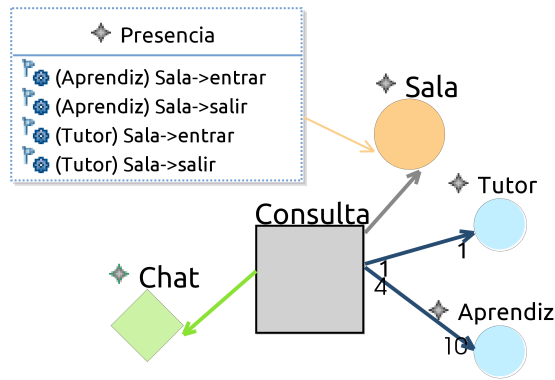 Presencia
(Aprendiz) Sala->entrar
(Aprendiz) Sala->salir
(Tutor) Sala->entrar
(Tutor) Sala->salir
Sala
Tutor
Consulta
1
1
4
Chat
Aprendiz
10